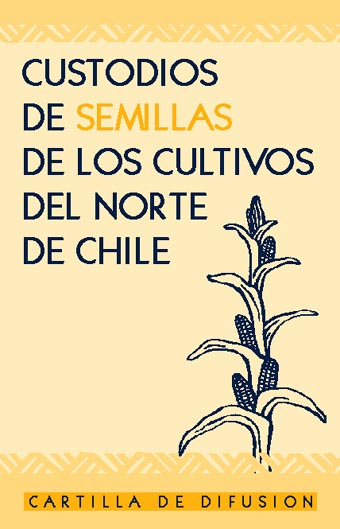 CUSTODIOS
DE SEMILLAS
DE LOS CULTIVOS
DEL NORTE
DE CHILE
CARTILLA DE DIFUSION